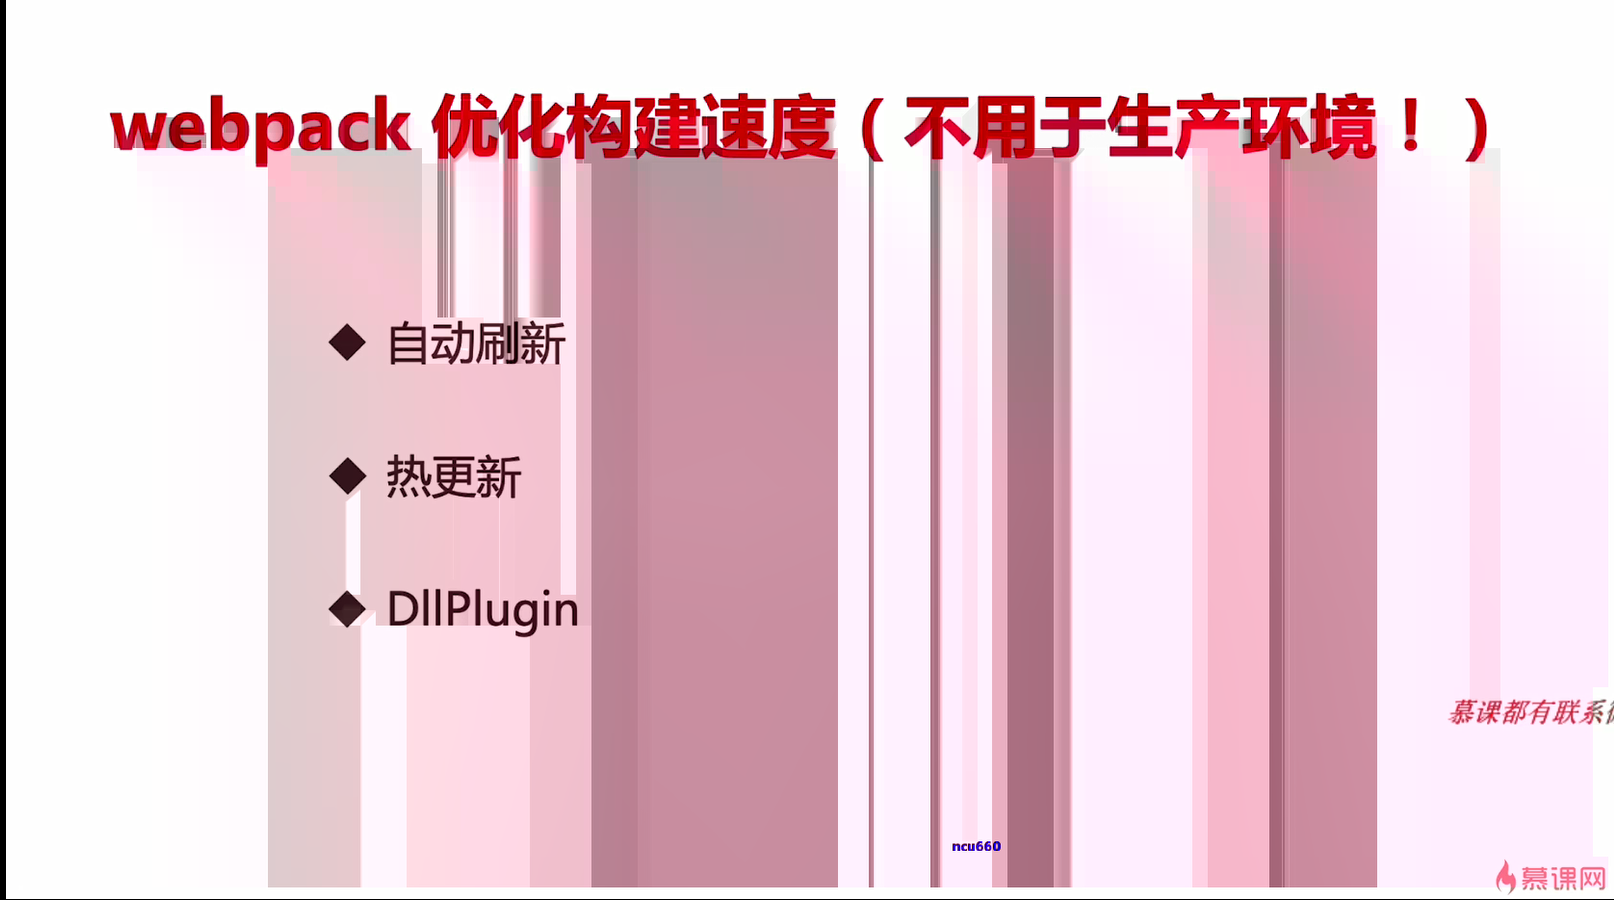 webpack 优化构建速度（不用于生产环境！）
◆ 自动刷新
◆ 热更新
◆ DllPlugin
慕课都有联系
ncu660
慕课网